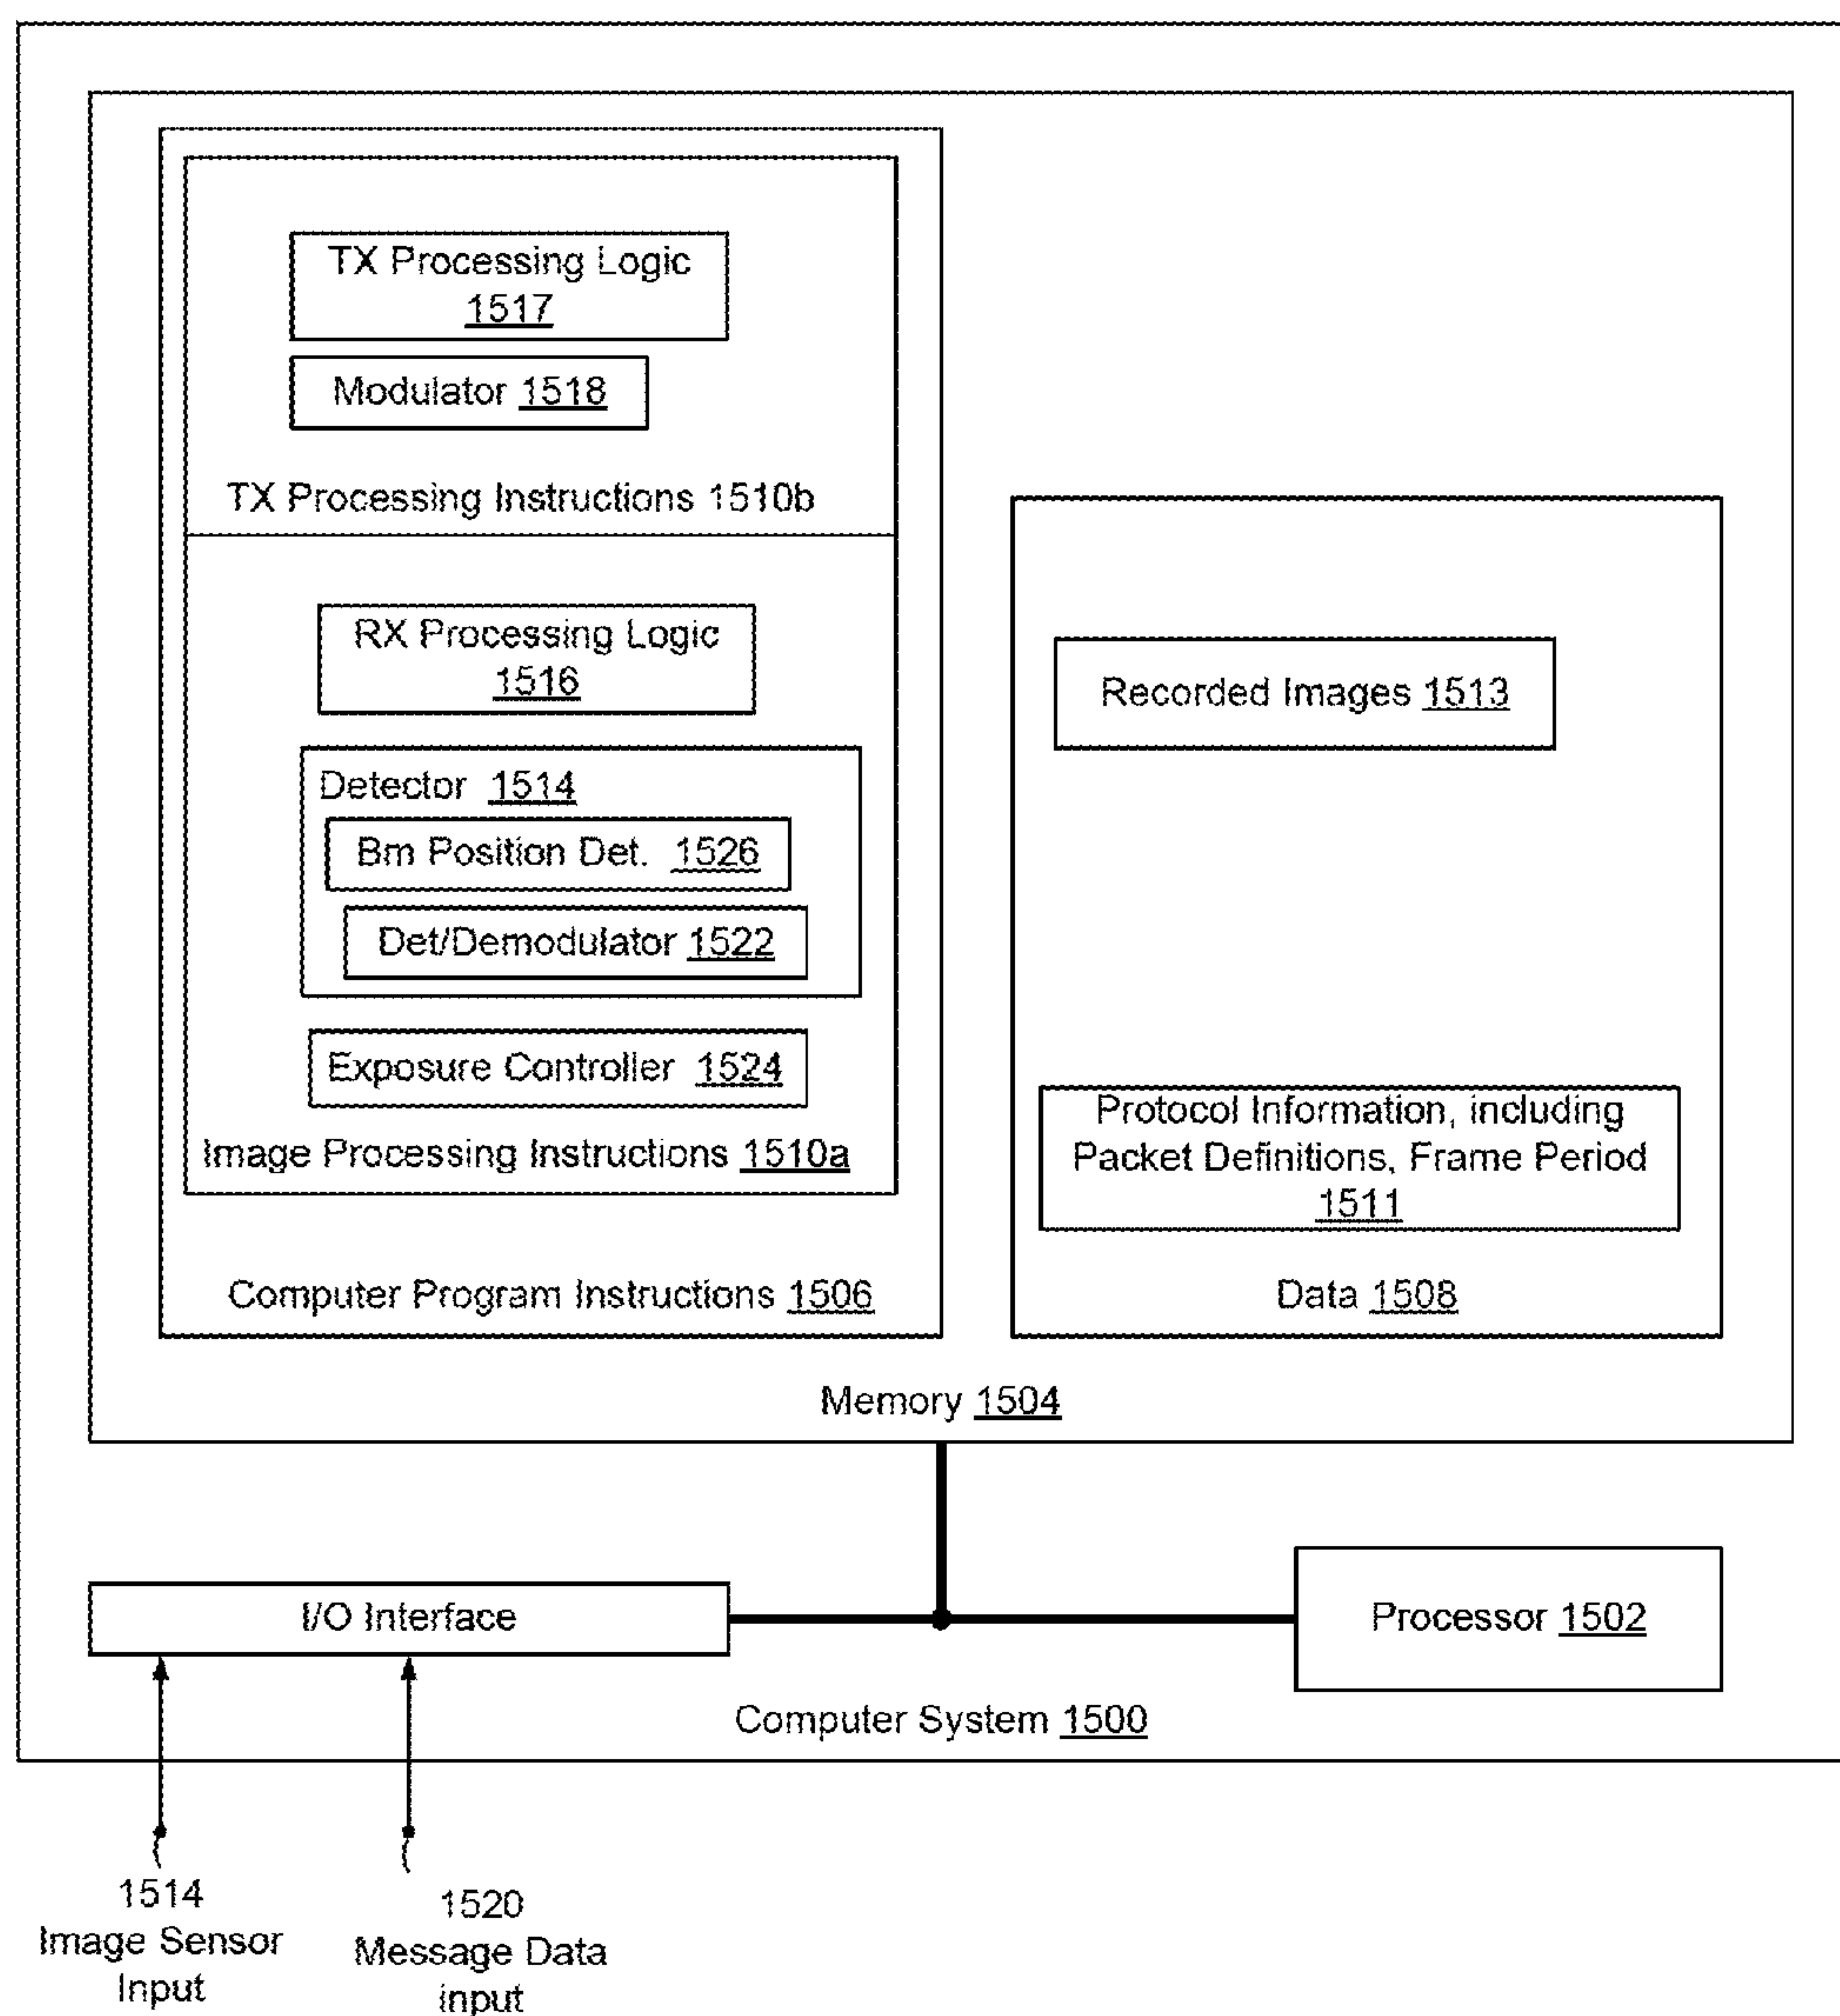 TX Processing Logic
1517
Modulator 1518
TX Processing Instructions 1510b
RX Processing Logic
1516
Detector 1514
Bm Position Det. 1526
Det/Demodulator 1522
Exposure Controller 1524
Image Processing Instructions 1510a
Computer Program Instructions 1506
Recorded Images 1513
Protocol Information, including
Packet Definitions, Frame Period
1511
Data 1508
Memory 1504
I/O Interface
Processor 1502
Computer System 1500
1514
Image Sensor
Input
1520
Message Data
input